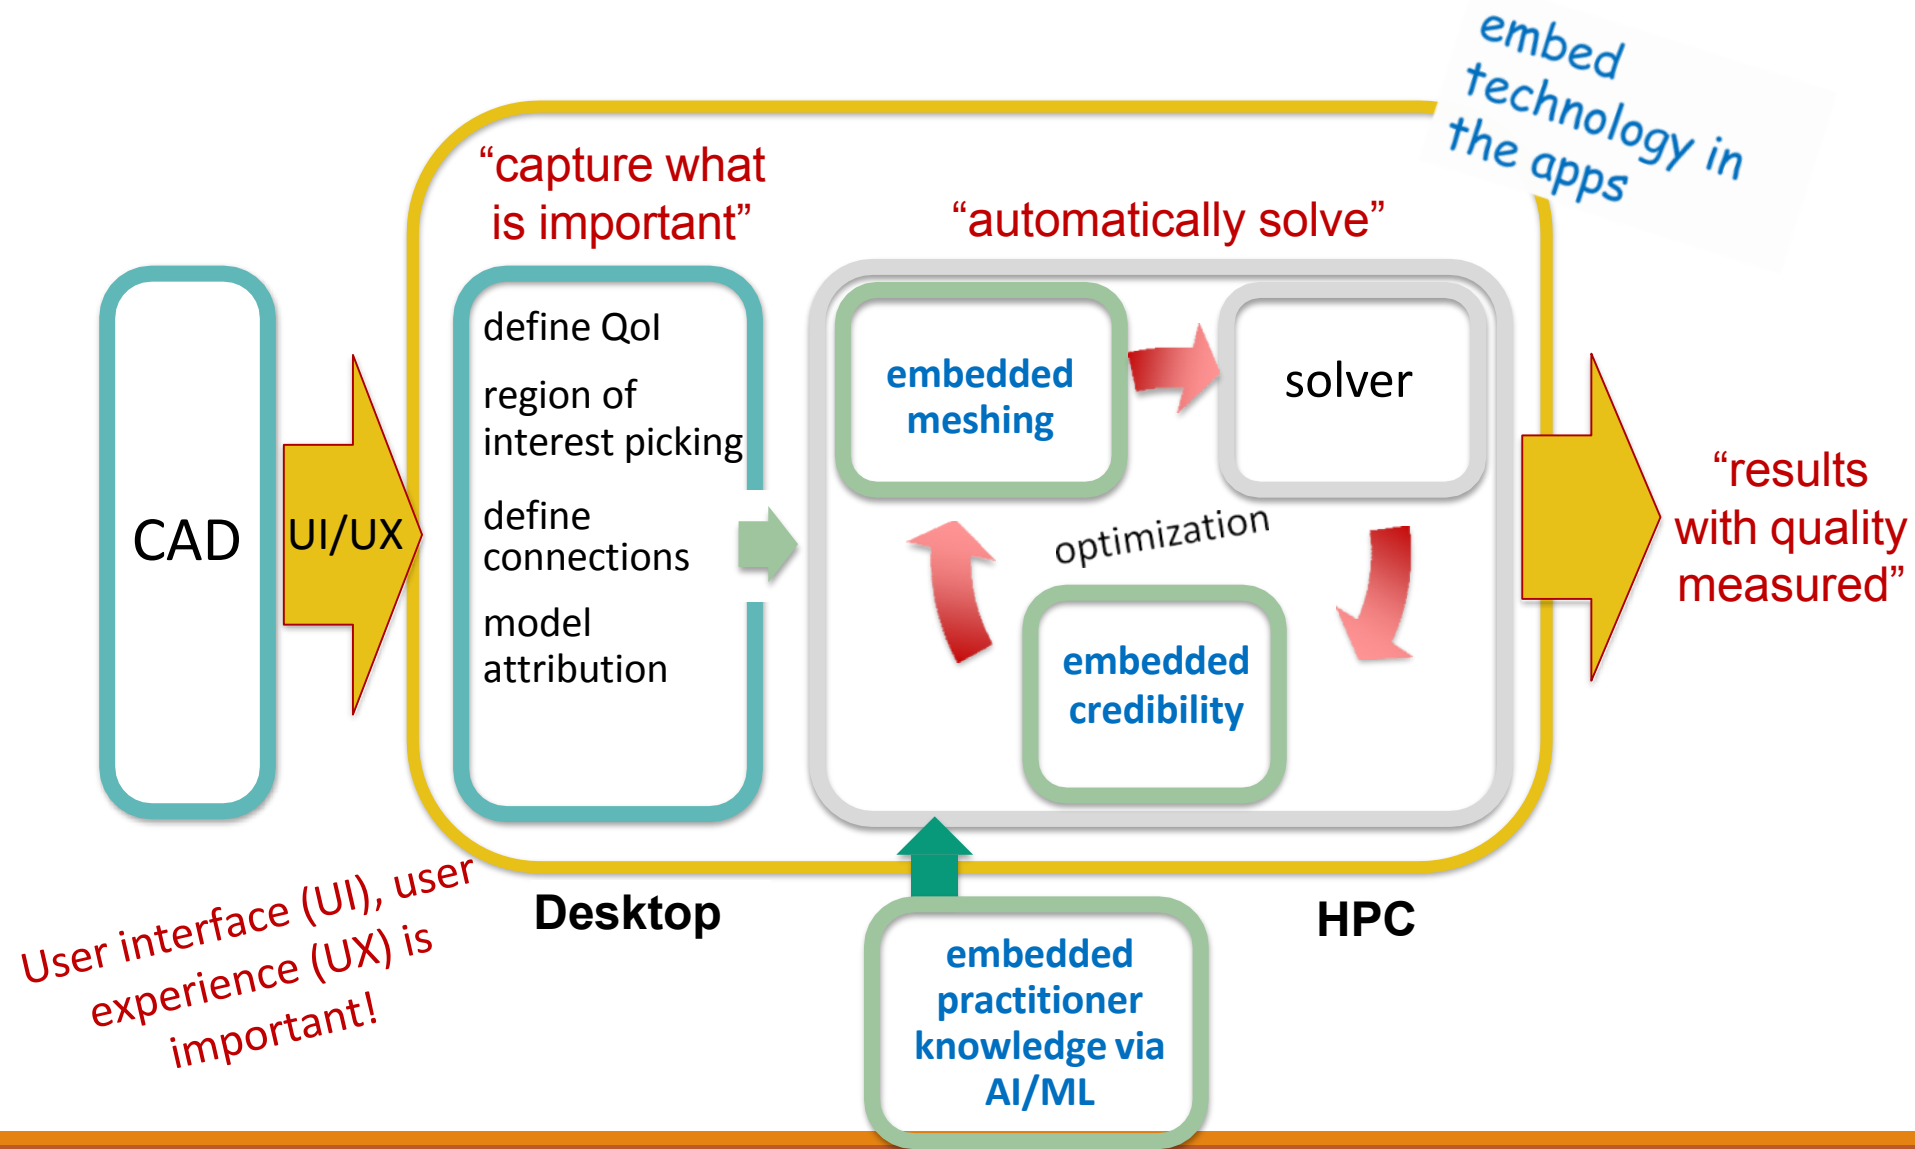 embed
technology in
the apps
“capture what
is important”
“automatically solve”
CAD
UI/UX
define QoI
region of
interest picking
define
connections
model
attribution
embedded
meshing
solver
optimization
embedded
credibility
“results
with quality
measured”
User interface (UI), user
experience (UX) is
important!
Desktop
HPC
embedded
practitioner
knowledge via
AI/ML